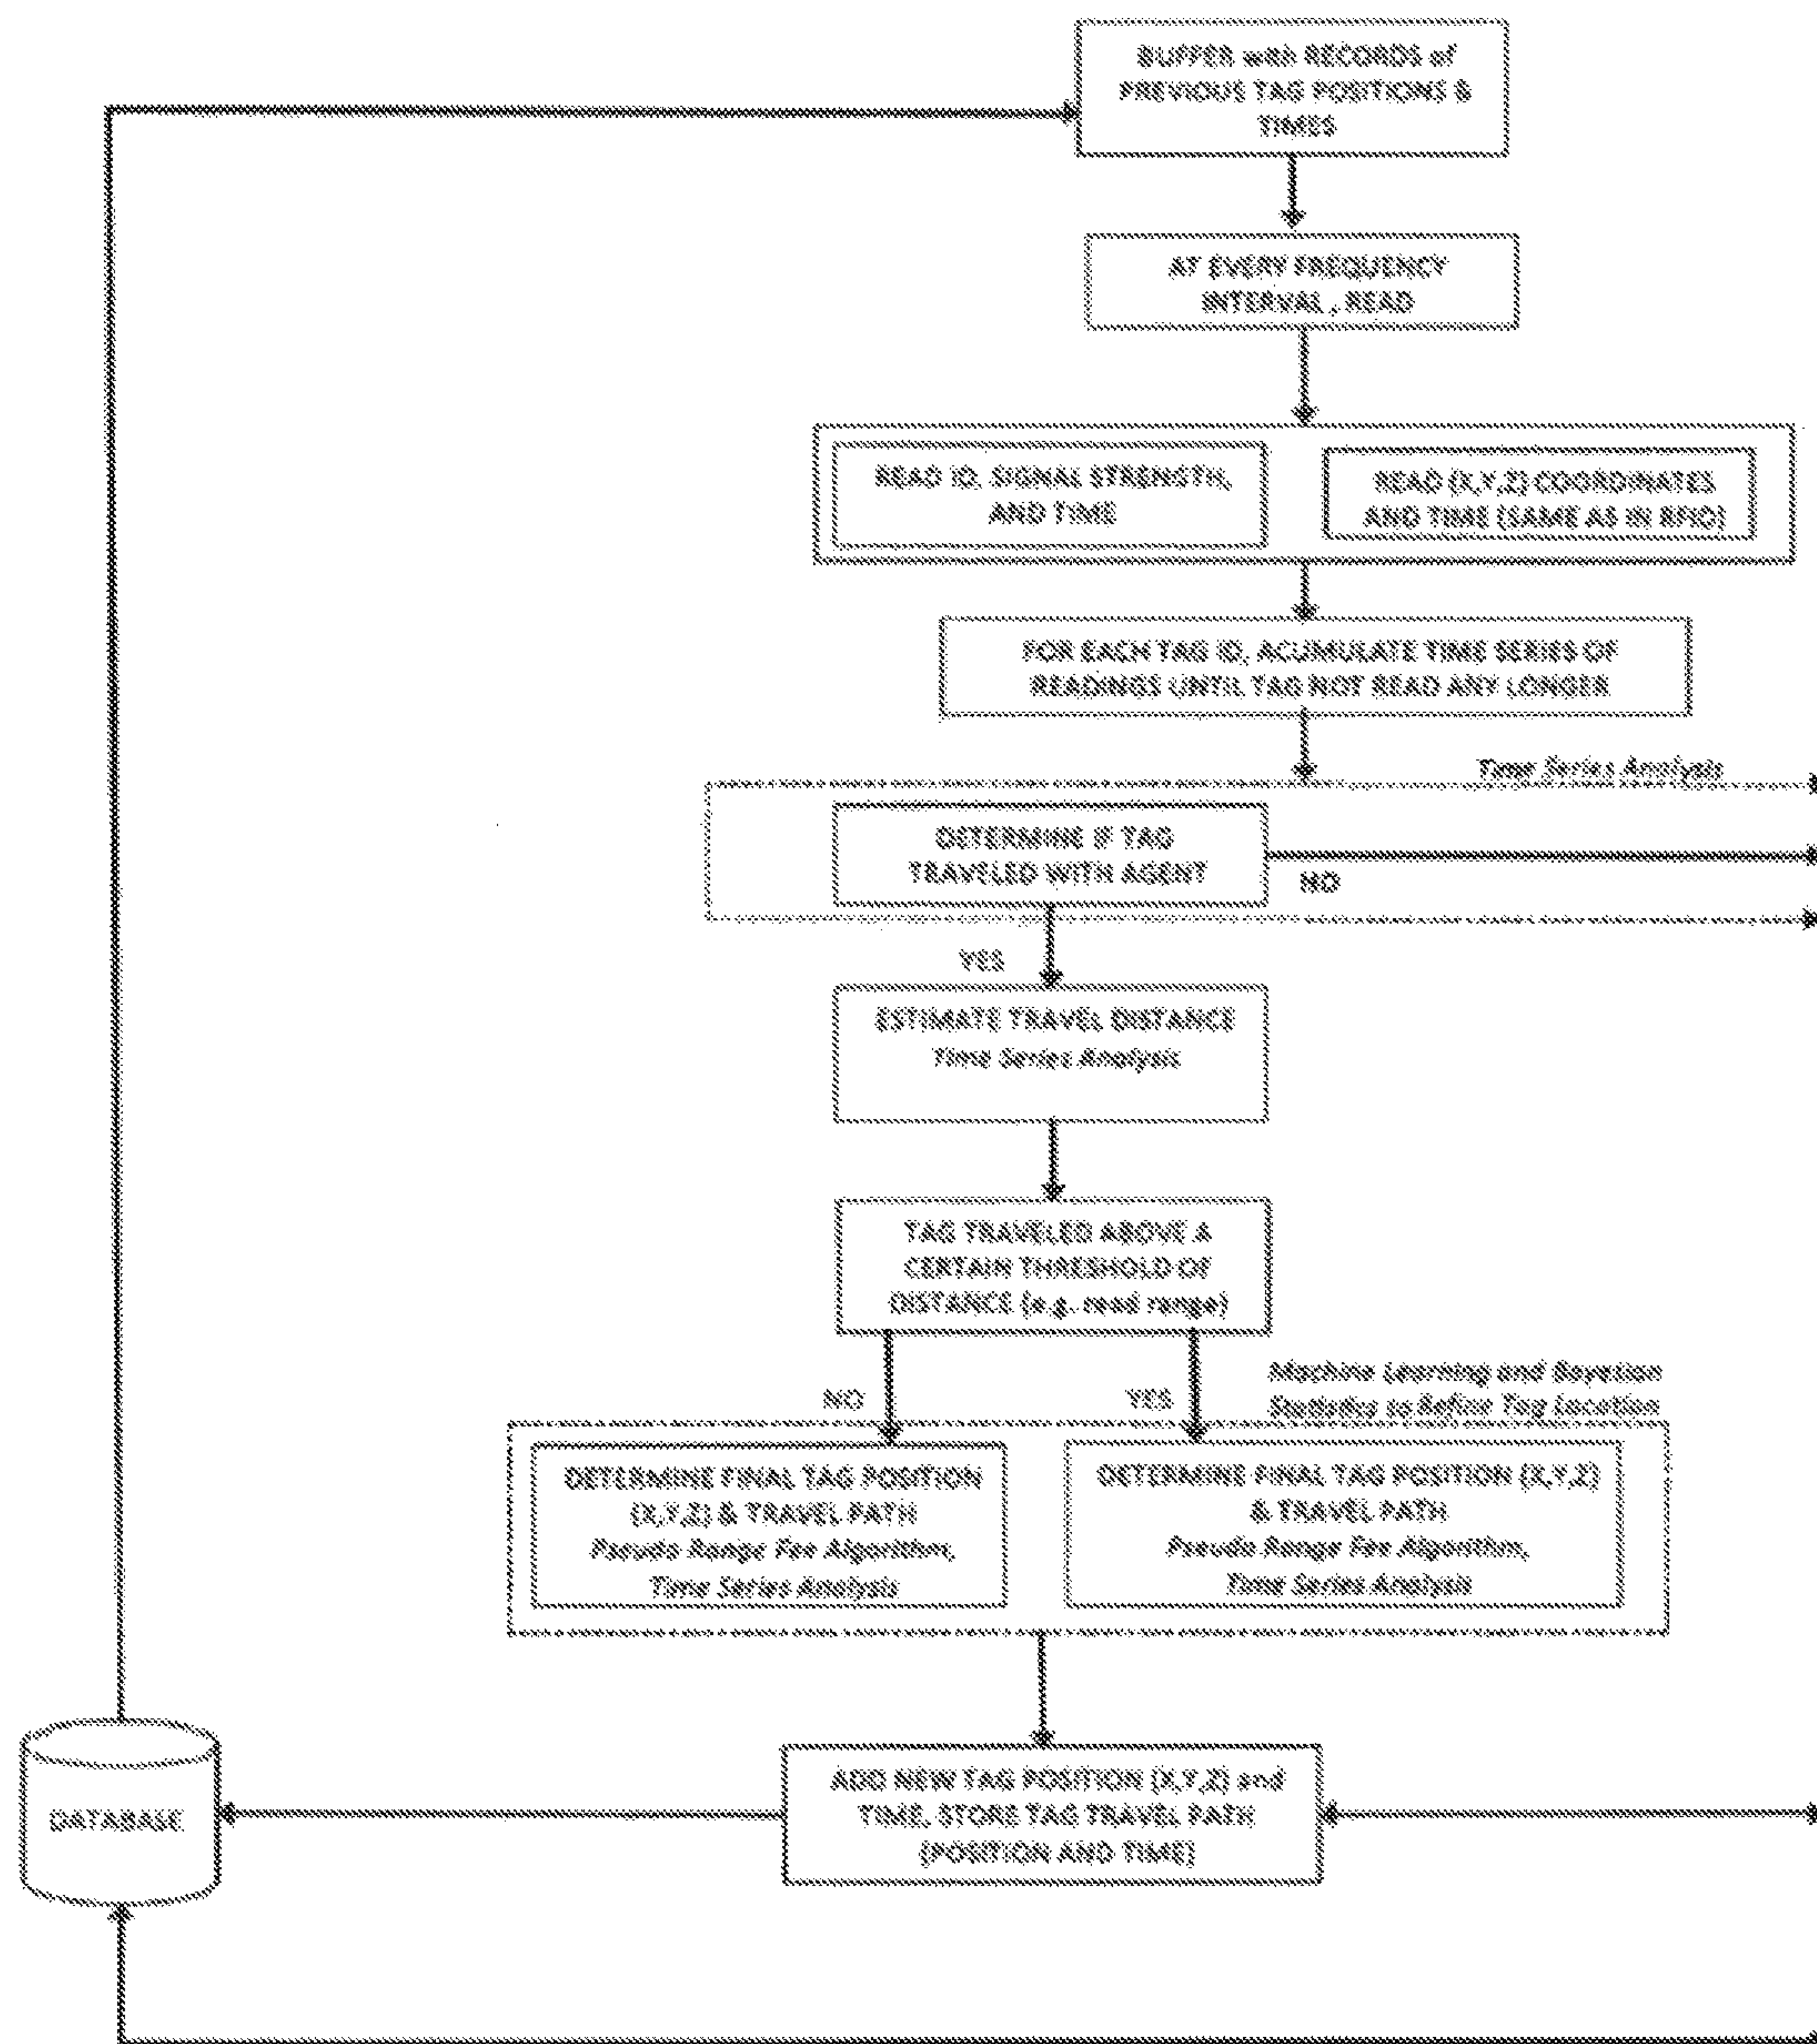 BUFFER with RECORDS of
PREVIOUS TAG POSITIONS &
TIMES
AT EVERY FREQUENCY
INTERVAL , READ
READ ID, SIGNAL STRENGTH,
AND TIME
READ (X,Y,Z) COORDINATES
AND TIME (SAME AS IN RFID)
FOR EACH TAG ID, ACUMULATE TIME SERIES OF
READINGS UNTIL TAG NOT READ ANY LONGER
Time Series Analysis
DETERMINE IF TAG
TRAVELED WITH AGENT
NO
YES
ESTIMATE TRAVEL DISTANCE
Time Series Analysis
TAG TRAVELED ABOVE A
CERTAIN THRESHOLD OF
DISTANCE (e.g. read range)
NO
YES
Machine Learning and Bayesian
Statistics to Refine Tag Location
DETERMINE FINAL TAG POSITION
(X,Y,Z) & TRAVEL PATH
Pseudo Range Fee Algorithm,
Time Series Analysis
DETERMINE FINAL TAG POSITION (X,Y,Z)
& TRAVEL PATH
Pseudo Range Fee Algorithm,
Time Series Analysis
ADD NEW TAG POSITION (X,Y,Z) and
TIME, STORE TAG TRAVEL PATH
(POSITION AND TIME)
DATABASE